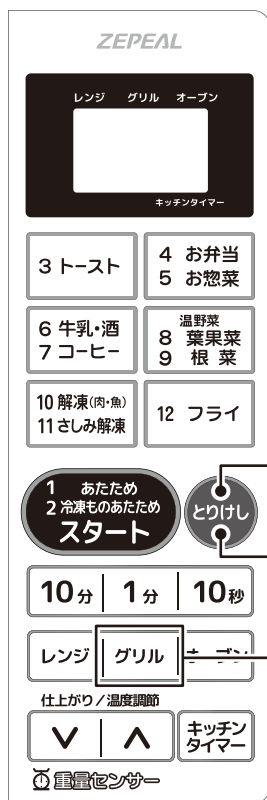 ZEPEAL
レンジ グリル オーブン
キッチンタイマー
3 トースト
4 お弁当
5 お惣菜
6 牛乳・酒
7 コーヒー
温野菜
8 葉果菜
9 根 菜
10 解凍(肉・魚)
11 さしみ解凍
12 フライ
1 あたため
2 冷凍ものあたため
スタート
とりけし
10分 1分 10秒
レンジ グリル オーブン
仕上がり/温度調節
キッチン
タイマー
重量センサー